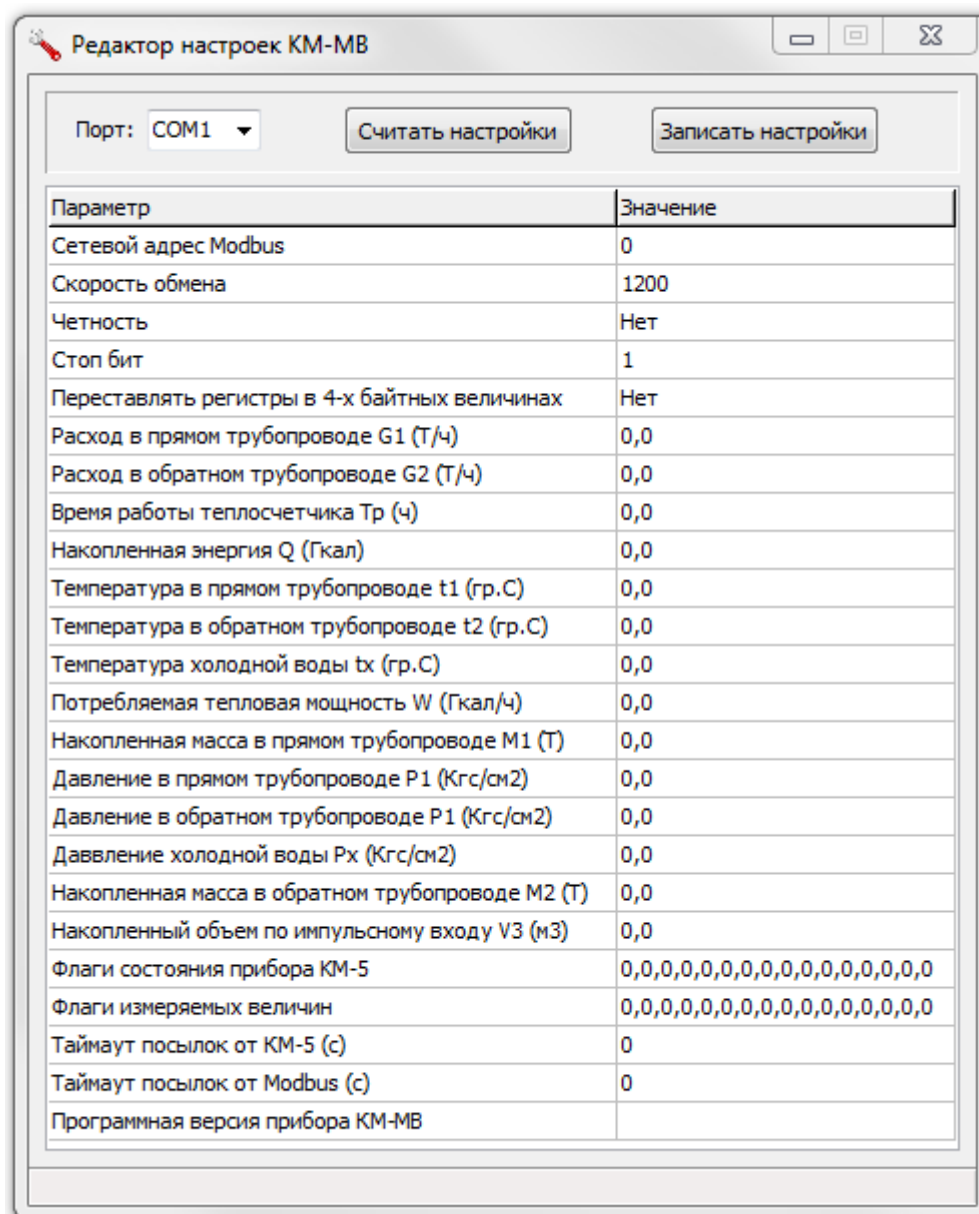 Редактор настроек КМ-МВ
Порт: COM1 Считать настройки Записать настройки
Параметр Значение
Сетевой адрес Modbus 0
Скорость обмена 1200
Четность Нет
Стоп бит 1
Переставлять регистры в 4-х байтных величинах Нет
Расход в прямом трубопроводе G1 (Т/ч) 0,0
Расход в обратном трубопроводе G2 (Т/ч) 0,0
Время работы теплосчетчика Тр (ч) 0,0
Накопленная энергия Q (Гкал) 0,0
Температура в прямом трубопроводе t1 (гр.С) 0,0
Температура в обратном трубопроводе t2 (гр.С) 0,0
Температура холодной воды tx (гр.С) 0,0
Потребляемая тепловая мощность W (Гкал/ч) 0,0
Накопленная масса в прямом трубопроводе M1 (Т) 0,0
Давление в прямом трубопроводе P1 (Кгс/см2) 0,0
Давление в обратном трубопроводе P1 (Кгс/см2) 0,0
Даввление холодной воды Px (Кгс/см2) 0,0
Накопленная масса в обратном трубопроводе M2 (Т) 0,0
Накопленный объем по импульсному входу V3 (м3) 0,0
Флаги состояния прибора КМ-5 0,0,0,0,0,0,0,0,0,0,0,0,0,0,0,0
Флаги измеряемых величин 0,0,0,0,0,0,0,0,0,0,0,0,0,0,0,0
Таймаут посылок от КМ-5 (с) 0
Таймаут посылок от Modbus (с) 0
Программная версия прибора КМ-МВ